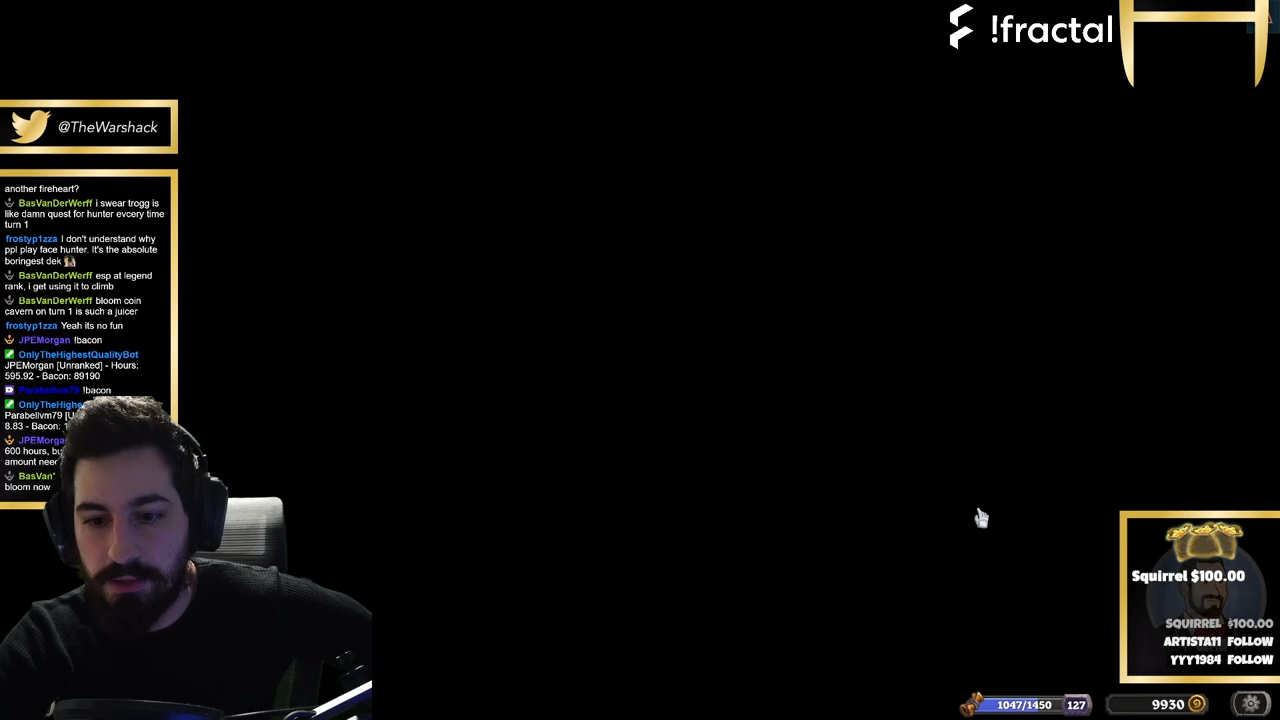 !fractal
@TheWarshack
another fireheart?
BasVanDerWerff i swear trogg is
like damn quest for hunter evcery time
turn 1
frostyp1zza I don't understand why
ppl play face hunter. It's the absolute
boringest dek
BasVanDerWerff esp at legend
rank, i get using it to climb
BasVanDerWerff bloom coin
cavern on turn 1 is such a juicer
frostyp1zza Yeah its no fun
JPEMorgan !bacon
OnlyTheHighestQualityBot
JPEMorgan [Unranked] - Hours:
595.92 - Bacon: 89190
Parabellvm79 !bacon
OnlyTheHighe
Parabellvm79 [U
8.83 - Bacon: 1
JPEMorga
600 hours, bu
amount nee
BasVan
bloom now
Squirrel $100.00
SQUIRREL $100.00
ARTISTA11 FOLLOW
YYY1984 FOLLOW
1047/1450 127 9930